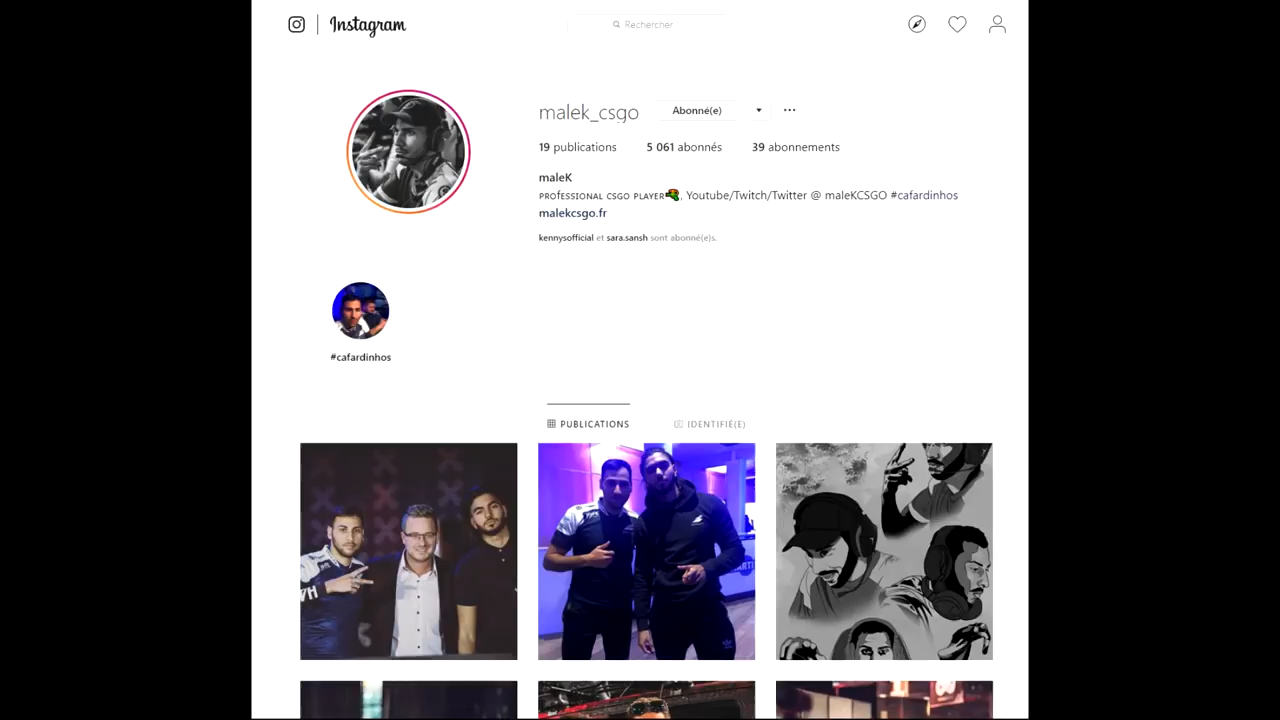 Instagram
Rechercher
malek_csgo Abonné(e)
19 publications 5 061 abonnés 39 abonnements
maleK
PROfESSIONAL CSGO PLAYER, Youtube/Twitch/Twitter @ maleKCSGO #cafardinhos
malekcsgo.fr
kennysofficial et sara.sansh sont abonné(e)s.
#cafardinhos
PUBLICATIONS IDENTIFIÉ(E)